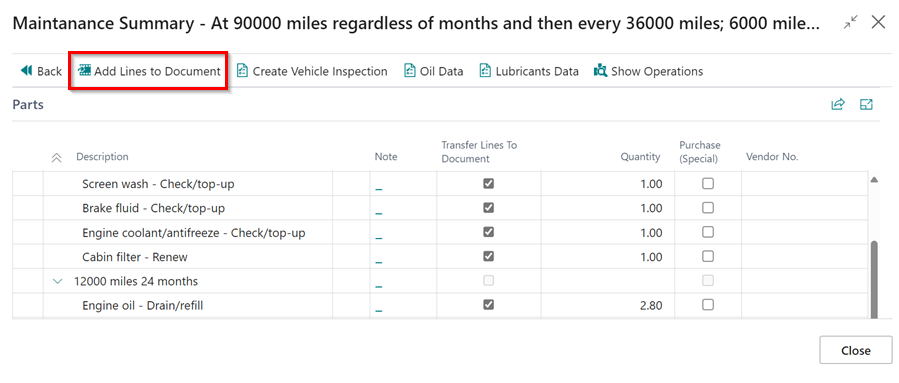 Maintanance Summary - At 90000 miles regardless of months and then every 36000 miles; 6000 mile...
Back Add Lines to Document Create Vehicle Inspection Oil Data Lubricants Data Show Operations
Parts
Description Note Transfer Lines To Document Quantity Purchase (Special) Vendor No.
Screen wash - Check/top-up _ 1.00
Brake fluid - Check/top-up _ 1.00
Engine coolant/antifreeze - Check/top-up _ 1.00
Cabin filter - Renew _ 1.00
12000 miles 24 months _
Engine oil - Drain/refill _ 2.80
Close